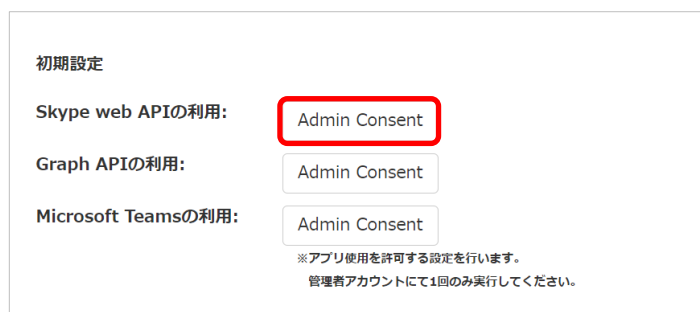 初期設定
Skype web APIの利用: Admin Consent
Graph APIの利用: Admin Consent
Microsoft Teamsの利用: Admin Consent
※アプリ使用を許可する設定を行います。
管理者アカウントにて1回のみ実行してください。